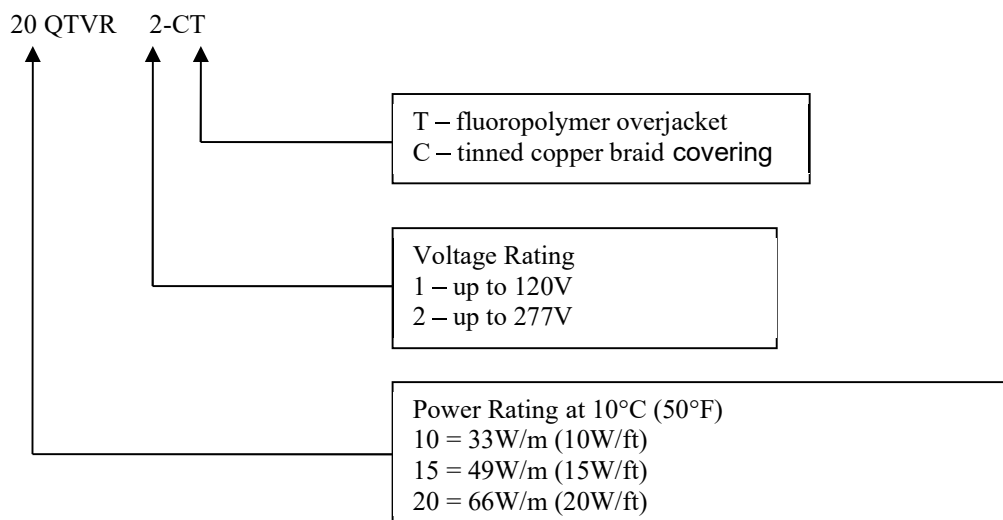 20 QTVR 2-CT
T – fluoropolymer overjacket
C – tinned copper braid covering
Voltage Rating
1 – up to 120V
2 – up to 277V
Power Rating at 10°C (50°F)
10 = 33W/m (10W/ft)
15 = 49W/m (15W/ft)
20 = 66W/m (20W/ft)